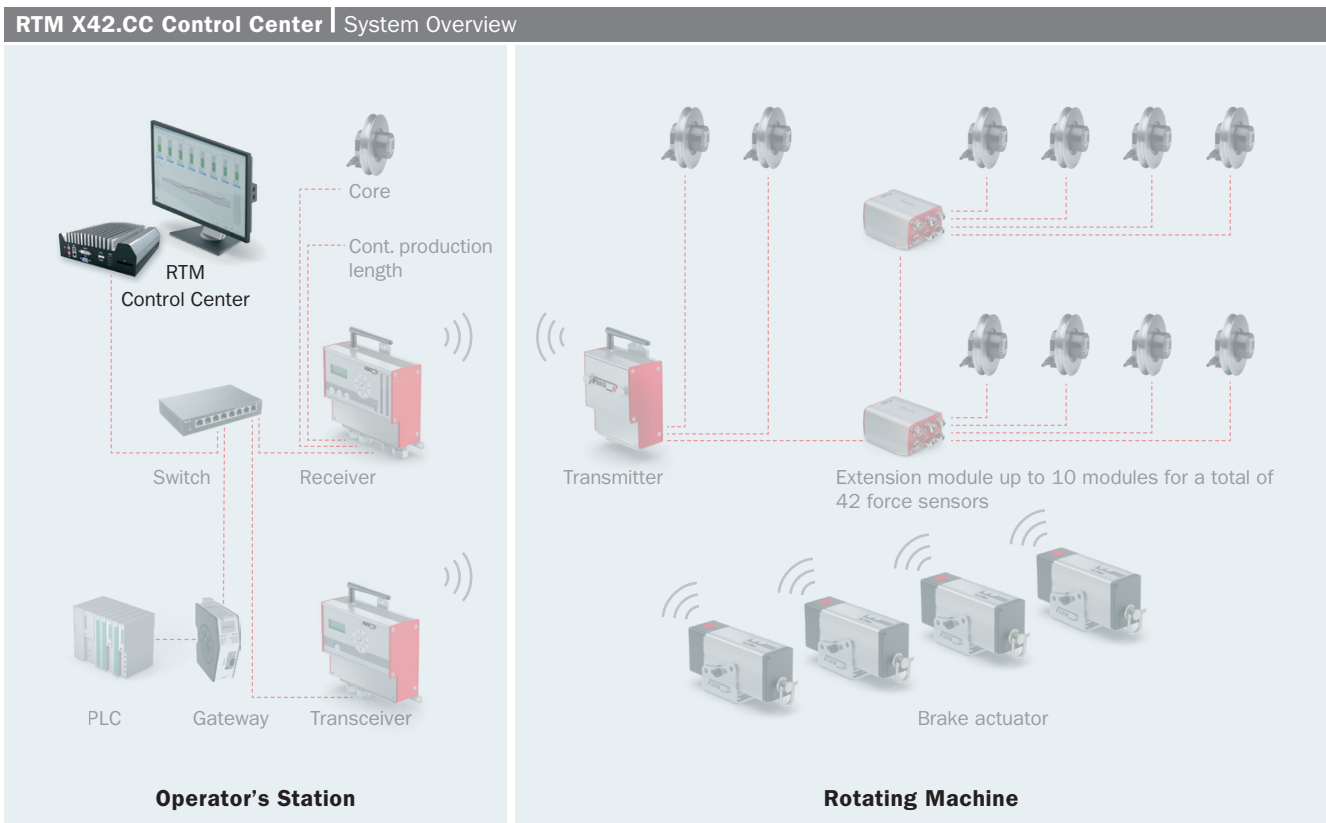 RTM X42.CC Control Center | System Overview
Core
Cont. production
length
RTM
Control Center
Switch
Receiver
PLC
Gateway
Transceiver
Operator's Station
Transmitter
Extension module up to 10 modules for a total of
42 force sensors
Brake actuator
Rotating Machine